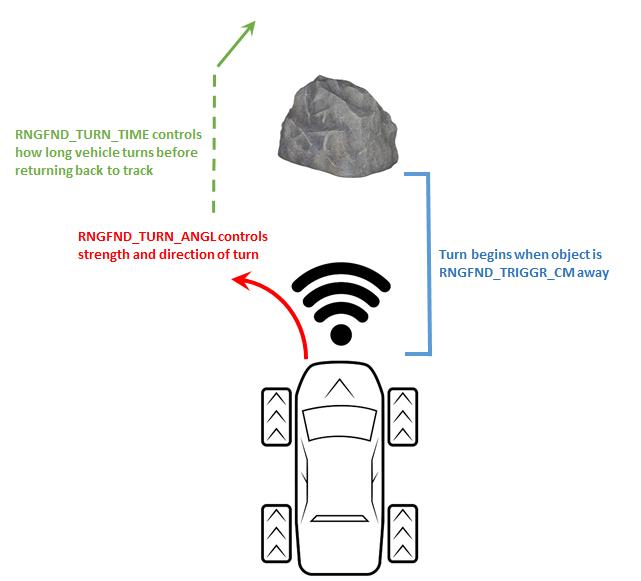 RNGFND_TURN_TIME controls
how long vehicle turns before
returning back to track
RNGFND_TURN_ANGL controls
strength and direction of turn
Turn begins when object is
RNGFND_TRIGGR_CM away